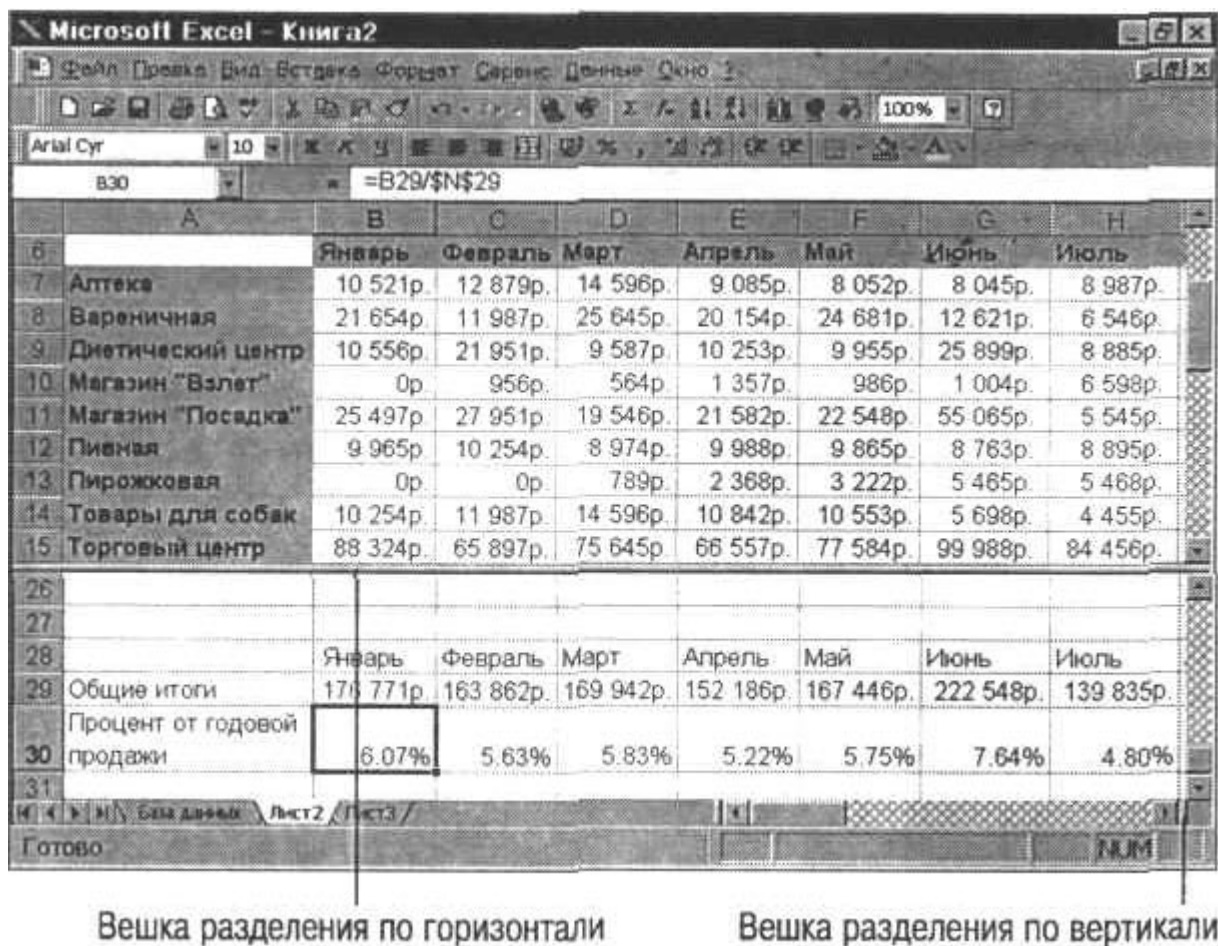 Microsoft Excel - Книга2
Файл Правка Вид Вставка Формат Сервис Данные Окно ?
100%
Arial Cyr 10 Ж К Ч
B30 = =B29/$N$29
A B C D E F G H
6 Январь Февраль Март Апрель Май Июнь Июль
7 Аптека 10 521р. 12 879р. 14 596р. 9 085р. 8 052р. 8 045р. 8 987р.
8 Вареничная 21 654р. 11 987р. 25 645р. 20 154р. 24 681р. 12 621р. 6 546р.
9 Диетический центр 10 556р. 21 951р. 9 587р. 10 253р. 9 955р. 25 899р. 8 885р.
10 Магазин "Взлет" 0р. 956р. 564р. 1 357р. 986р. 1 004р. 6 598р.
11 Магазин "Посадка" 25 497р. 27 951р. 19 546р. 21 582р. 22 548р. 55 065р. 5 545р.
12 Пивная 9 965р. 10 254р. 8 974р. 9 988р. 9 865р. 8 763р. 8 895р.
13 Пирожковая 0р. 0р. 789р. 2 368р. 3 222р. 5 465р. 5 468р.
14 Товары для собак 10 254р. 11 987р. 14 596р. 10 842р. 10 553р. 5 698р. 4 455р.
15 Торговый центр 88 324р. 65 897р. 75 645р. 66 557р. 77 584р. 99 988р. 84 456р.
26
27
28 Январь Февраль Март Апрель Май Июнь Июль
29 Общие итоги 176 771р. 163 862р. 169 942р. 152 186р. 167 446р. 222 548р. 139 835р.
Процент от годовой
30 продажи 6.07% 5.63% 5.83% 5.22% 5.75% 7.64% 4.80%
31
База данных Лист2 Лист3
Готово NUM
Вешка разделения по горизонтали Вешка разделения по вертикали